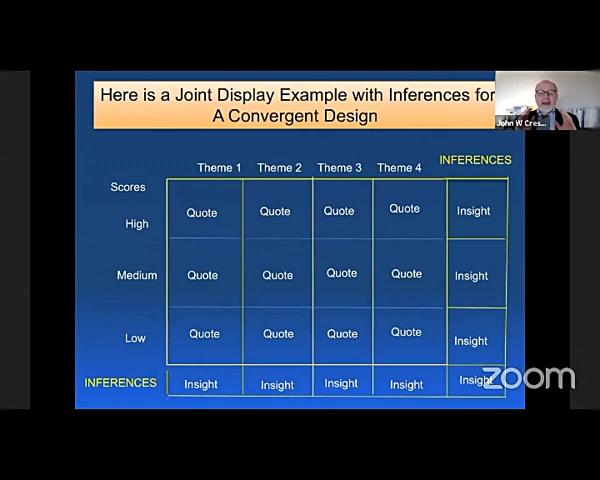 Here is a Joint Display Example with Inferences for
A Convergent Design
John W Cres...
INFERENCES
Theme 1 Theme 2 Theme 3 Theme 4
Scores
High Quote Quote Quote Quote Insight
Medium Quote Quote Quote Quote Insight
Low Quote Quote Quote Quote Insight
INFERENCES Insight Insight Insight Insight Insight
zoom